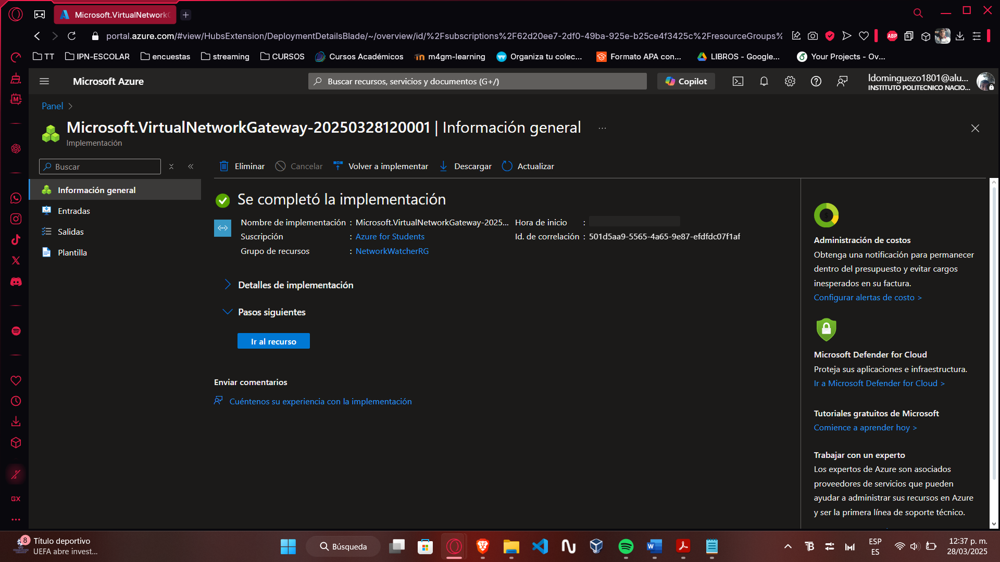 Microsoft.VirtualNetworkG
portal.azure.com/#view/HubsExtension/DeploymentDetailsBlade/~/overview/id/%2Fsubscriptions%2F62d20ee7-2df0-49ba-925e-b25ce4f3425c%2FresourceGroups%
ABP
TT
IPN-ESCOLAR
encuestas
streaming
CURSOS
Cursos Académicos
m4gm-learning
Organiza tu colec...
Formato APA con...
LIBROS - Google...
Your Projects - Ov...
Microsoft Azure
Buscar recursos, servicios y documentos (G+/)
Copilot
ldominguezo1801@alu...
INSTITUTO POLITECNICO NACIO...
Panel >
Microsoft.VirtualNetworkGateway-20250328120001 | Información general ...
Implementación
Buscar
Eliminar
Cancelar
Volver a implementar
Descargar
Actualizar
Información general
Entradas
Salidas
Plantilla
Se completó la implementación
Nombre de implementación : Microsoft.VirtualNetworkGateway-2025...
Suscripción : Azure for Students
Grupo de recursos : NetworkWatcherRG
Hora de inicio :
Id. de correlación : 501d5aa9-5565-4a65-9e87-efdfdc07f1af
Detalles de implementación
Pasos siguientes
Ir al recurso
Enviar comentarios
Cuéntenos su experiencia con la implementación
Administración de costos
Obtenga una notificación para permanecer
dentro del presupuesto y evitar cargos
inesperados en su factura.
Configurar alertas de costo >
Microsoft Defender for Cloud
Proteja sus aplicaciones e infraestructura.
Ir a Microsoft Defender for Cloud >
Tutoriales gratuitos de Microsoft
Comience a aprender hoy >
Trabajar con un experto
Los expertos de Azure son asociados
proveedores de servicios que pueden
ayudar a administrar sus recursos en Azure
y ser la primera línea de soporte técnico.
GX
8
Título deportivo
UEFA abre invest...
Búsqueda
ESP
ES
12:37 p. m.
28/03/2025